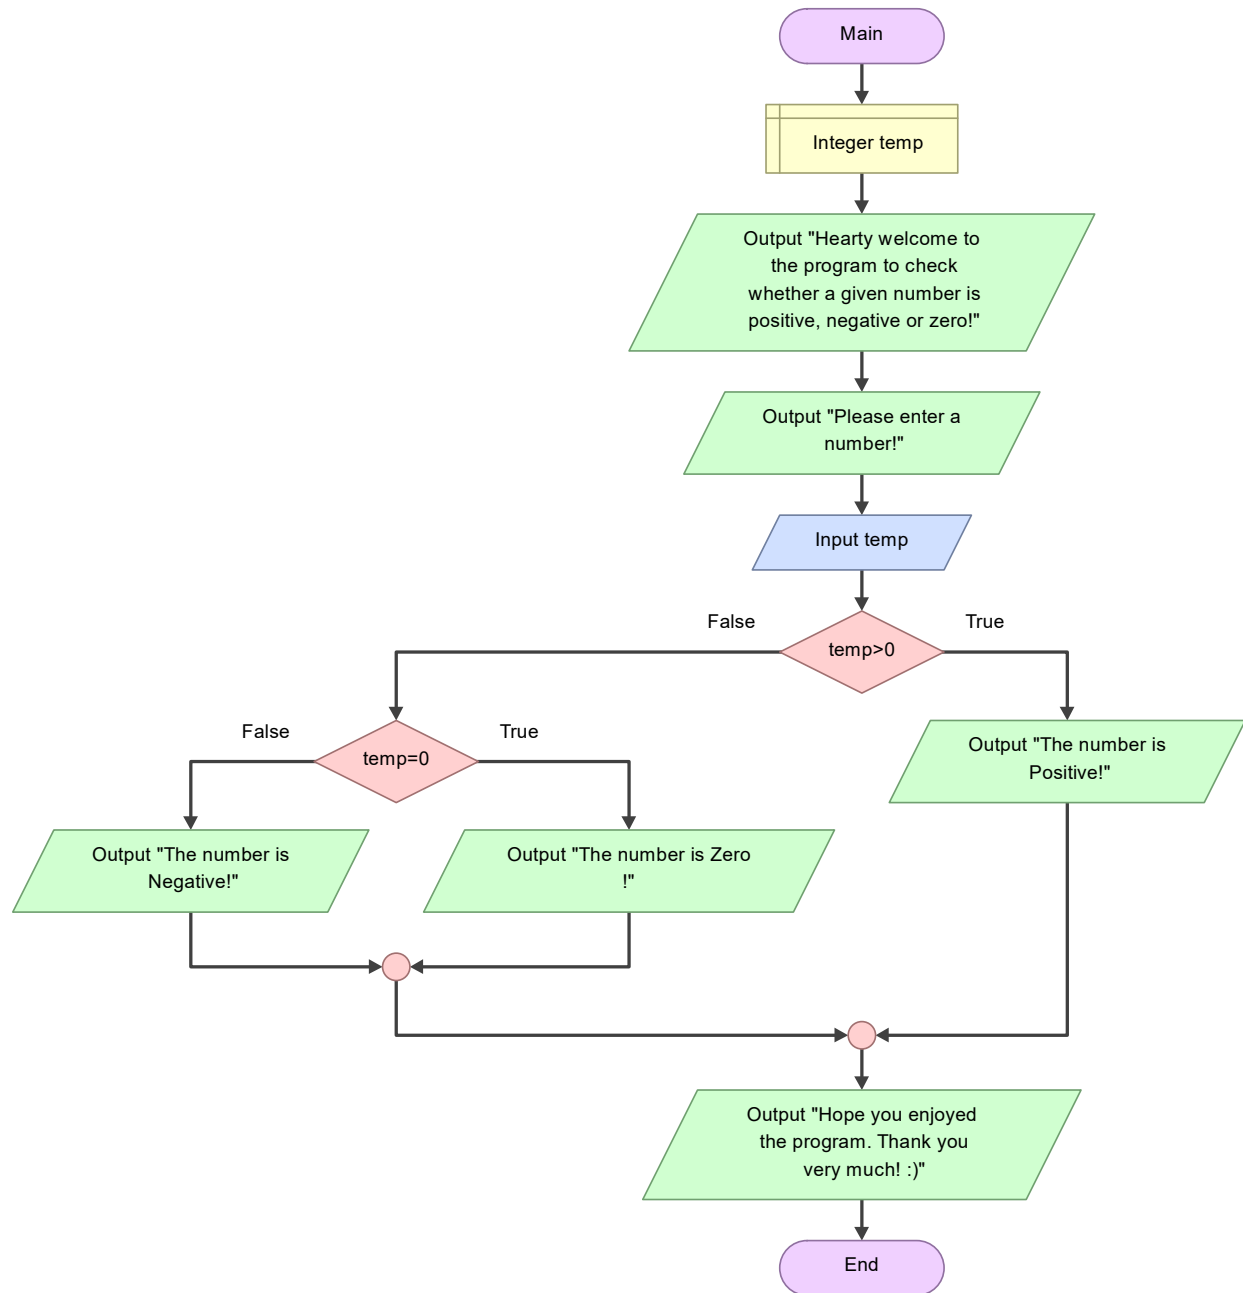 Main
Integer temp
Output "Hearty welcome to
the program to check
whether a given number is
positive, negative or zero!"
Output "Please enter a
number!"
Input temp
False
True
temp>0
False
True
temp=0
Output "The number is
Positive!"
Output "The number is
Negative!"
Output "The number is Zero
!"
Output "Hope you enjoyed
the program. Thank you
very much! :)"
End